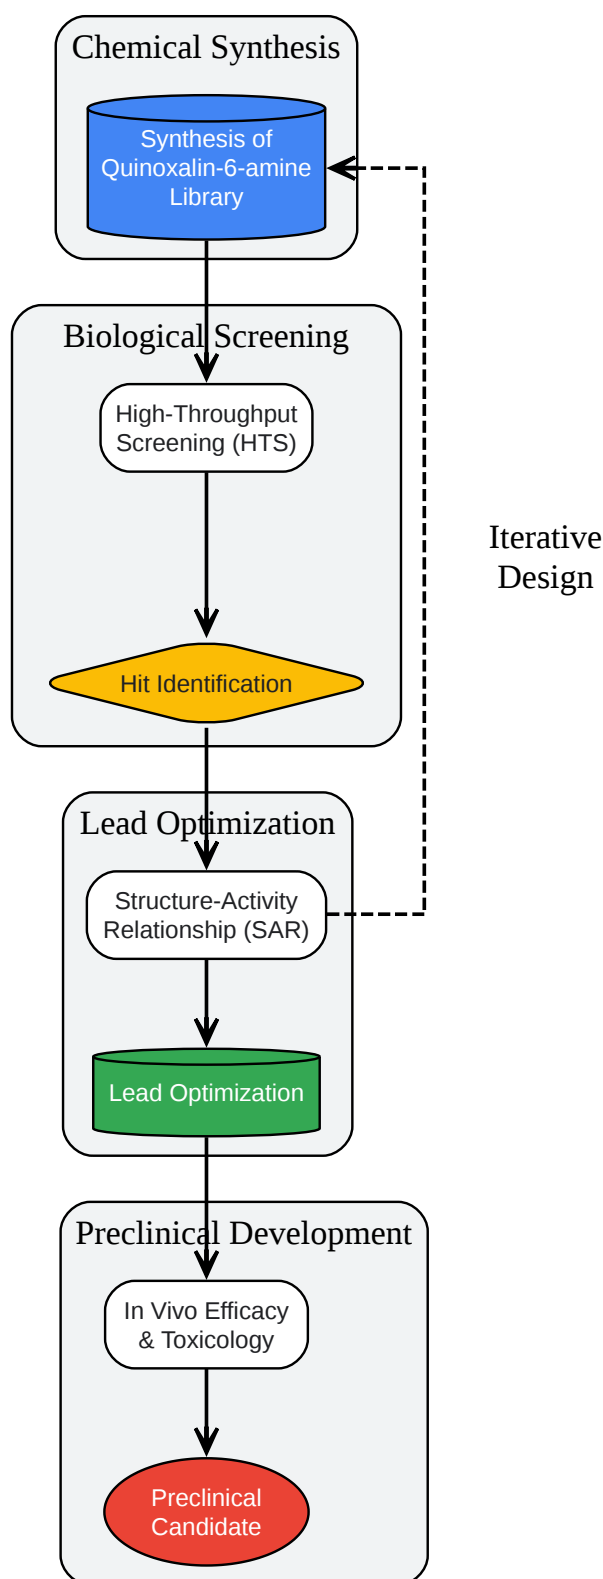 Chemical Synthesis
Synthesis of
Quinoxalin-6-amine
Library
Biological Screening
High-Throughput
Screening (HTS)
Iterative
Design
Hit Identification
Lead Optimization
Structure-Activity
Relationship (SAR)
Lead Optimization
Preclinical Development
In Vivo Efficacy
& Toxicology
Preclinical
Candidate